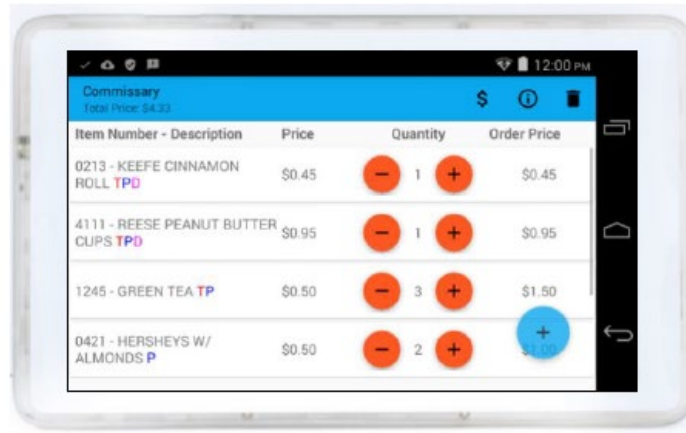 12:00 PM
Commissary
Total Price: $4.33
Item Number - Description Price Quantity Order Price
0213 - KEEFE CINNAMON
ROLL TPD $0.45 1 $0.45
4111 - REESE PEANUT BUTTER
CUPS TPD $0.95 1 $0.95
1245 - GREEN TEA TP $0.50 3 $1.50
0421 - HERSHEYS W/
ALMONDS P $0.50 2 $1.00